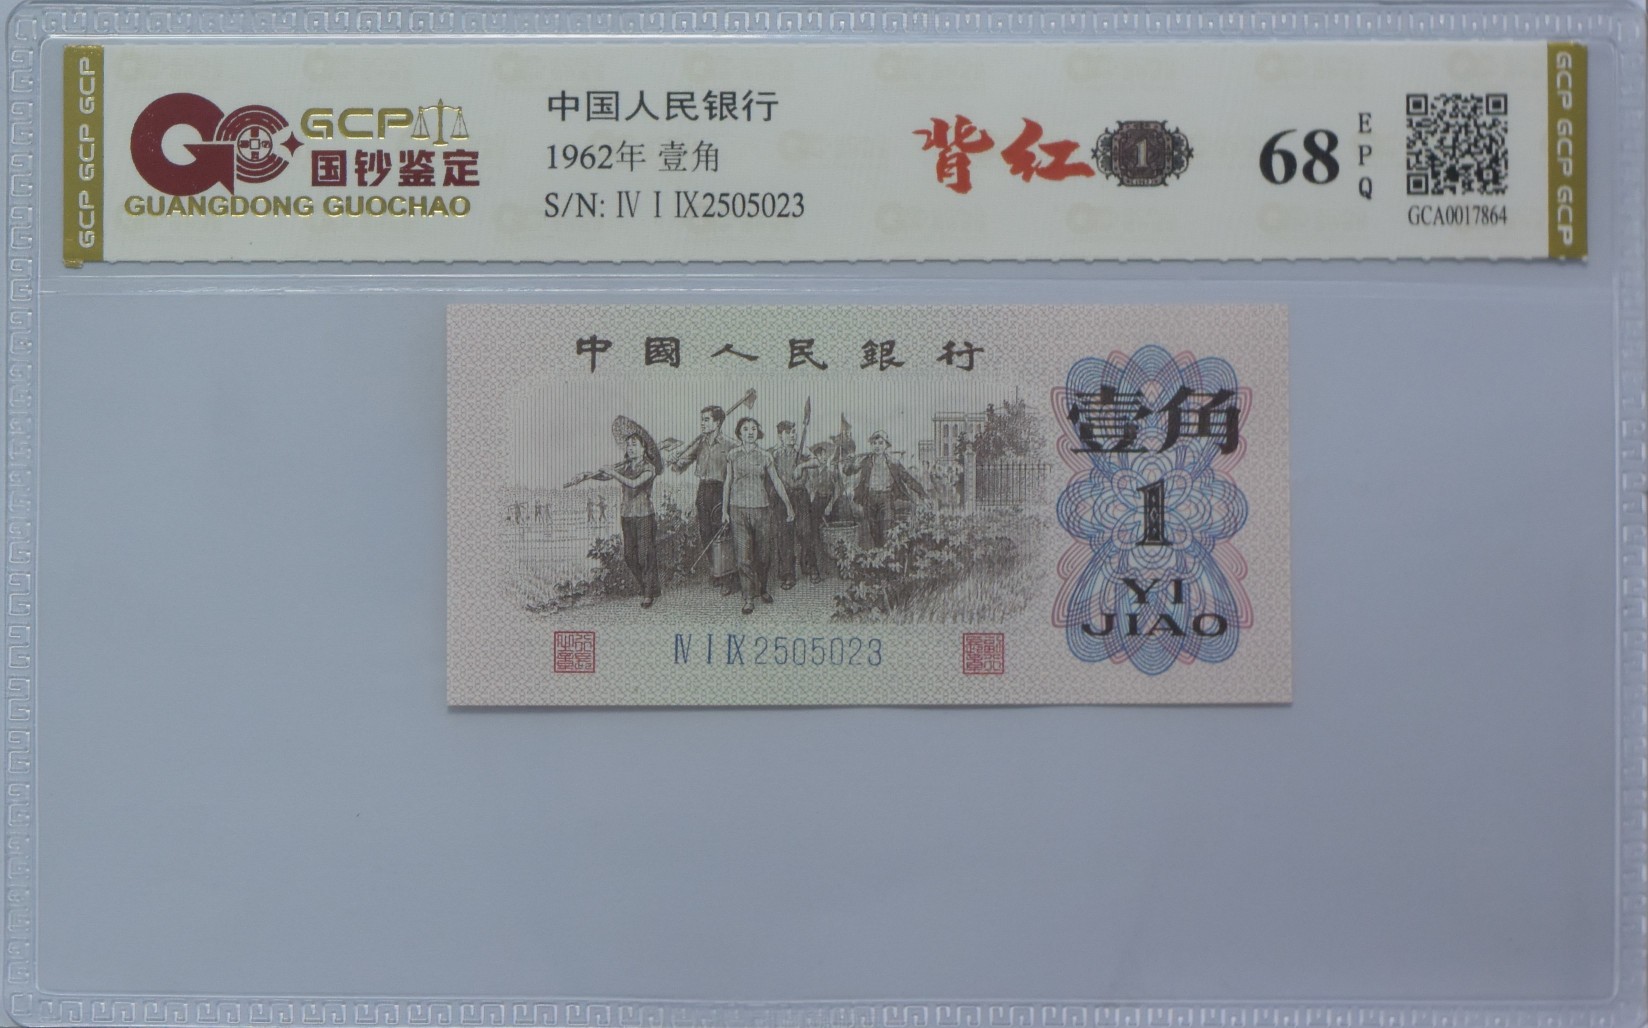 GCP GCP GCP
GCP
国钞鉴定
GUANGDONG GUOCHAO
中国人民银行
1962年 壹角
S/N: Ⅳ Ⅰ Ⅸ2505023
背红
1
68
EPQ
GCA0017864
GCP GCP GCP
中國人民銀行
壹角
1
YI
JIAO
Ⅳ Ⅰ Ⅸ2505023